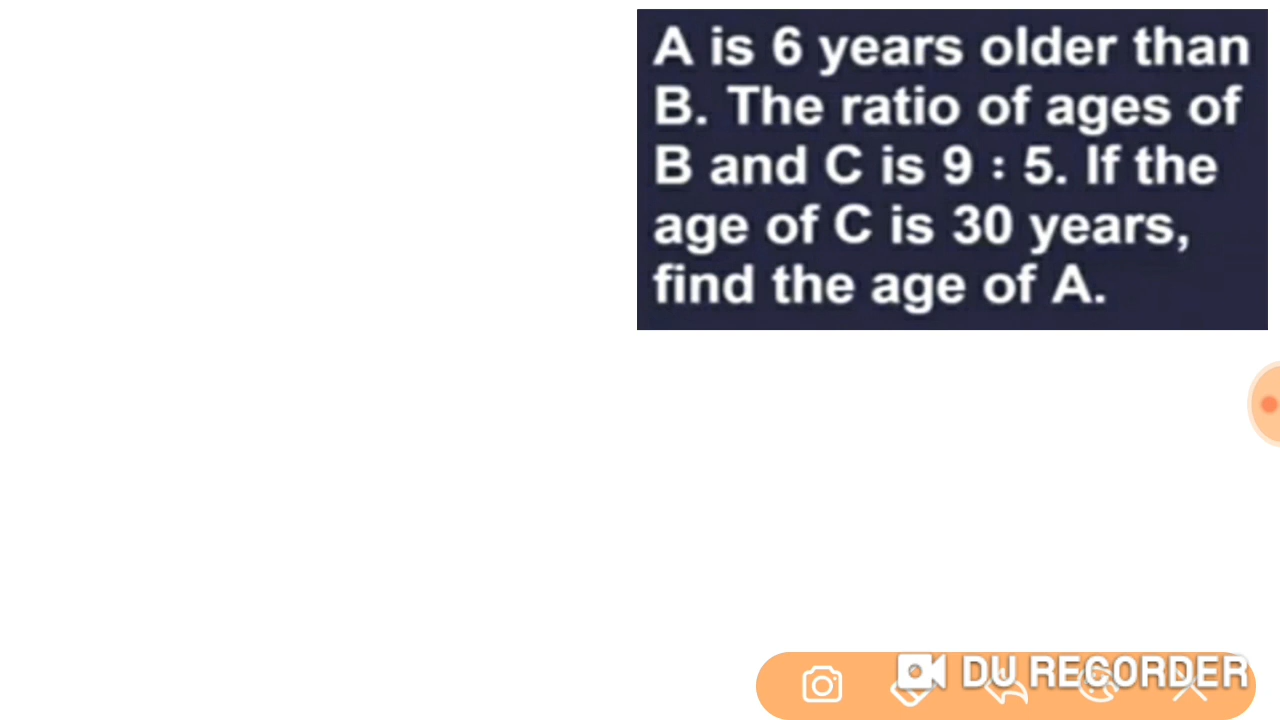 A is 6 years older than
B. The ratio of ages of
B and C is 9 : 5. If the
age of C is 30 years,
find the age of A.
DU RECORDER